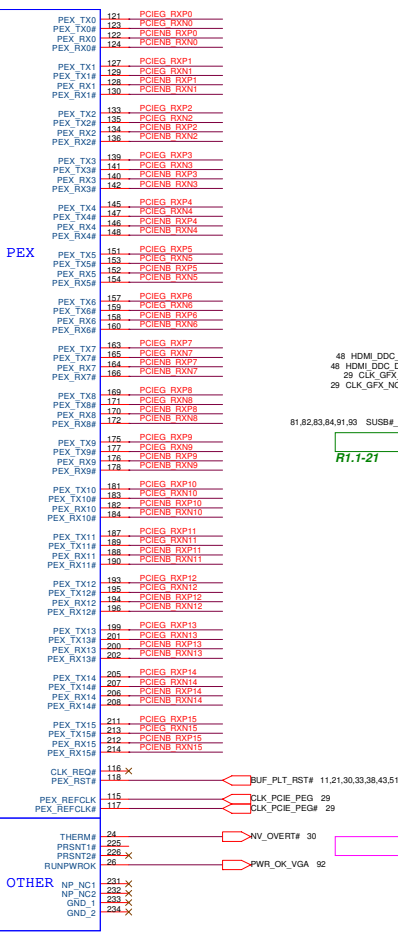 PEX_TX0 121 PCIEG_RXP0
PEX_TX0# 123 PCIEG_RXN0
PEX_RX0 122 PCIENB_RXP0
PEX_RX0# 124 PCIENB_RXN0
PEX_TX1 127 PCIEG_RXP1
PEX_TX1# 129 PCIEG_RXN1
PEX_RX1 128 PCIENB_RXP1
PEX_RX1# 130 PCIENB_RXN1
PEX_TX2 133 PCIEG_RXP2
PEX_TX2# 135 PCIEG_RXN2
PEX_RX2 134 PCIENB_RXP2
PEX_RX2# 136 PCIENB_RXN2
PEX_TX3 139 PCIEG_RXP3
PEX_TX3# 141 PCIEG_RXN3
PEX_RX3 140 PCIENB_RXP3
PEX_RX3# 142 PCIENB_RXN3
PEX_TX4 145 PCIEG_RXP4
PEX_TX4# 147 PCIEG_RXN4
PEX_RX4 146 PCIENB_RXP4
PEX_RX4# 148 PCIENB_RXN4
PEX
PEX_TX5 151 PCIEG_RXP5
PEX_TX5# 153 PCIEG_RXN5
PEX_RX5 152 PCIENB_RXP5
PEX_RX5# 154 PCIENB_RXN5
PEX_TX6 157 PCIEG_RXP6
PEX_TX6# 159 PCIEG_RXN6
PEX_RX6 158 PCIENB_RXP6
PEX_RX6# 160 PCIENB_RXN6
PEX_TX7 163 PCIEG_RXP7
PEX_TX7# 165 PCIEG_RXN7
PEX_RX7 164 PCIENB_RXP7
PEX_RX7# 166 PCIENB_RXN7
48 HDMI_DDC_
48 HDMI_DDC_D
29 CLK_GFX_
29 CLK_GFX_NO
PEX_TX8 169 PCIEG_RXP8
PEX_TX8# 171 PCIEG_RXN8
PEX_RX8 170 PCIENB_RXP8
PEX_RX8# 172 PCIENB_RXN8
81,82,83,84,91,93 SUSB#_
PEX_TX9 175 PCIEG_RXP9
PEX_TX9# 177 PCIEG_RXN9
PEX_RX9 176 PCIENB_RXP9
PEX_RX9# 178 PCIENB_RXN9
R1.1-21
PEX_TX10 181 PCIEG_RXP10
PEX_TX10# 183 PCIEG_RXN10
PEX_RX10 182 PCIENB_RXP10
PEX_RX10# 184 PCIENB_RXN10
PEX_TX11 187 PCIEG_RXP11
PEX_TX11# 189 PCIEG_RXN11
PEX_RX11 188 PCIENB_RXP11
PEX_RX11# 190 PCIENB_RXN11
PEX_TX12 193 PCIEG_RXP12
PEX_TX12# 195 PCIEG_RXN12
PEX_RX12 194 PCIENB_RXP12
PEX_RX12# 196 PCIENB_RXN12
PEX_TX13 199 PCIEG_RXP13
PEX_TX13# 201 PCIEG_RXN13
PEX_RX13 200 PCIENB_RXP13
PEX_RX13# 202 PCIENB_RXN13
PEX_TX14 205 PCIEG_RXP14
PEX_TX14# 207 PCIEG_RXN14
PEX_RX14 206 PCIENB_RXP14
PEX_RX14# 208 PCIENB_RXN14
PEX_TX15 211 PCIEG_RXP15
PEX_TX15# 213 PCIEG_RXN15
PEX_RX15 212 PCIENB_RXP15
PEX_RX15# 214 PCIENB_RXN15
CLK_REQ# 116
PEX_RST# 118 BUF_PLT_RST# 11,21,30,33,38,43,51
PEX_REFCLK 115 CLK_PCIE_PEG 29
PEX_REFCLK# 117 CLK_PCIE_PEG# 29
THERM# 24 NV_OVERT# 30
PRSNT1# 225
PRSNT2# 226
RUNPWROK 26 PWR_OK_VGA 92
OTHER
NP_NC1 231
NP_NC2 232
GND_1 233
GND_2 234